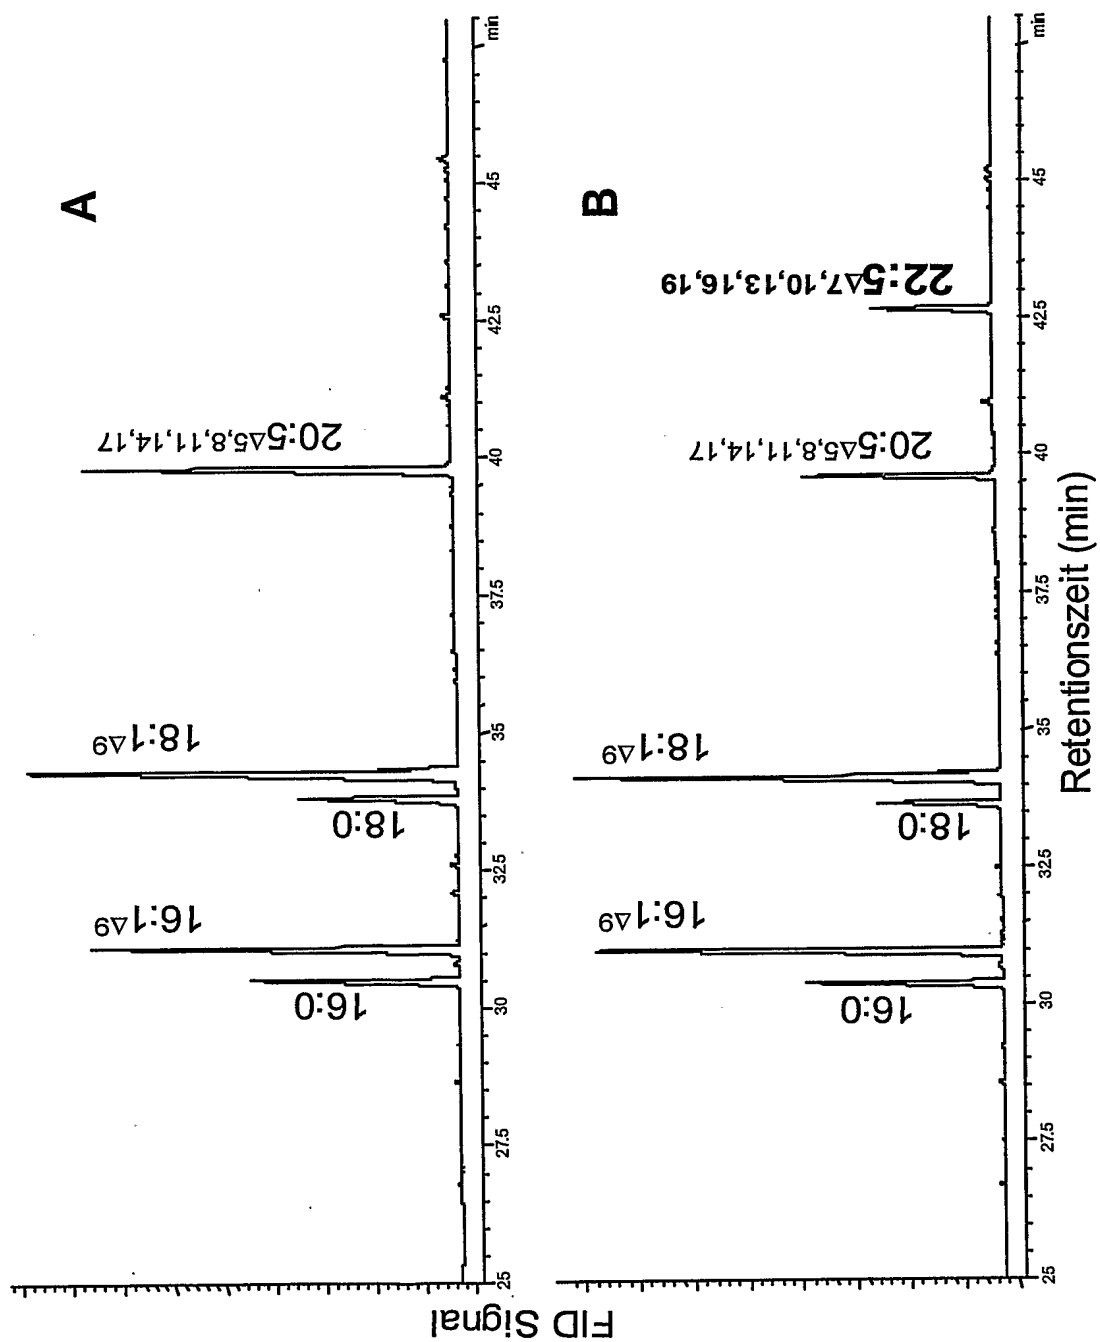 FID Signal
A
16:0
16:1Δ9
18:0
18:1Δ9
20:5Δ5,8,11,14,17
25
27.5
30
32.5
35
37.5
40
42.5
45
min
B
16:0
16:1Δ9
18:0
18:1Δ9
20:5Δ5,8,11,14,17
22:5Δ7,10,13,16,19
25
27.5
30
32.5
35
37.5
40
42.5
45
min
Retentionszeit (min)